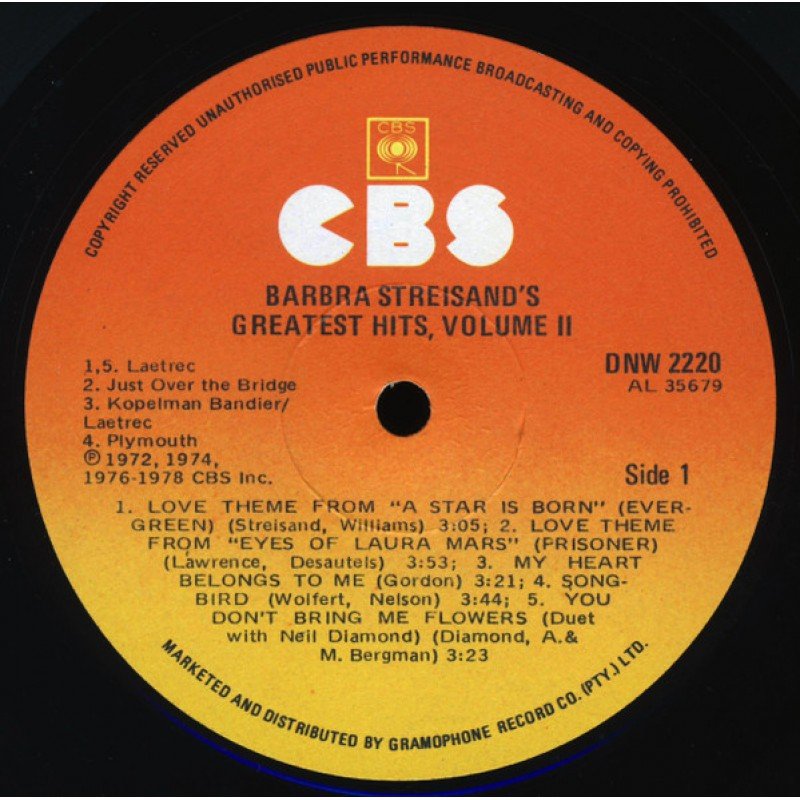 COPYRIGHT RESERVED UNAUTHORISED PUBLIC PERFORMANCE BROADCASTING AND COPYING PROHIBITED
CBS
CBS
BARBRA STREISAND'S
GREATEST HITS, VOLUME II
1,5. Laetrec
2. Just Over the Bridge
3. Kopelman Bandier/
Laetrec
4. Plymouth
℗ 1972, 1974,
1976-1978 CBS Inc.
DNW 2220
AL 35679
Side 1
1. LOVE THEME FROM "A STAR IS BORN" (EVER-
GREEN) (Streisand, Williams) 3:05; 2. LOVE THEME
FROM "EYES OF LAURA MARS" (PRISONER)
(Lawrence, Desautels) 3:53; 3. MY HEART
BELONGS TO ME (Gordon) 3:21; 4. SONG-
BIRD (Wolfert, Nelson) 3:44; 5. YOU
DON'T BRING ME FLOWERS (Duet
with Neil Diamond) (Diamond, A.&
M. Bergman) 3:23
MARKETED AND DISTRIBUTED BY GRAMOPHONE RECORD CO. (PTY.) LTD.